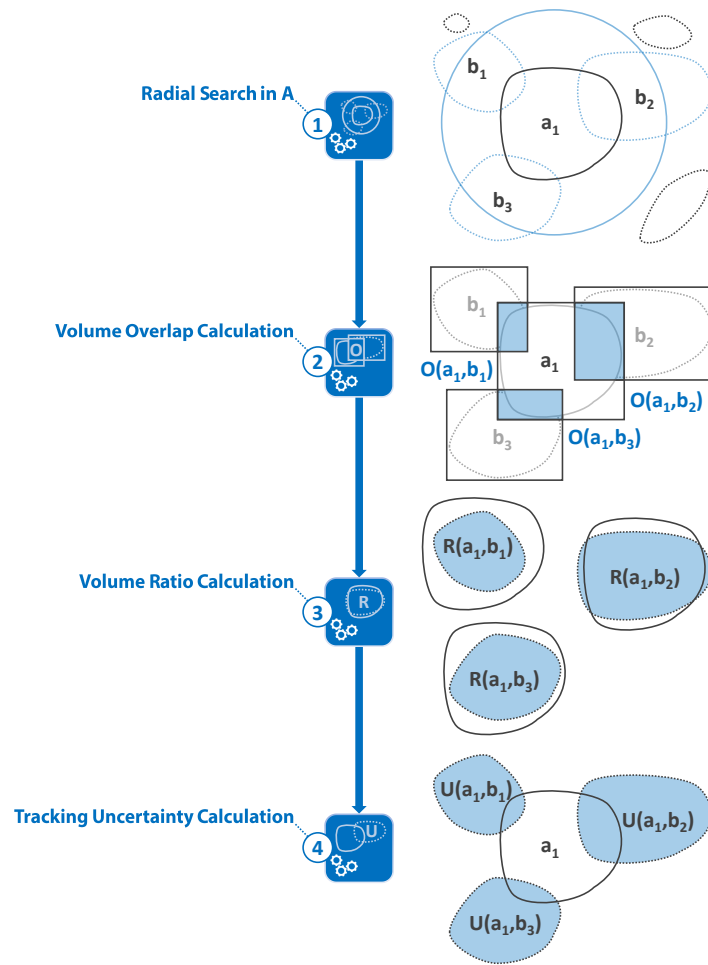 Radial Search in A
1
b₁
b₂
a₁
b₃
Volume Overlap Calculation
2
O
b₁
b₂
a₁
O(a₁,b₁)
O(a₁,b₂)
b₃
O(a₁,b₃)
Volume Ratio Calculation
3
R
R(a₁,b₁)
R(a₁,b₂)
R(a₁,b₃)
Tracking Uncertainty Calculation
4
U
U(a₁,b₁)
U(a₁,b₂)
a₁
U(a₁,b₃)